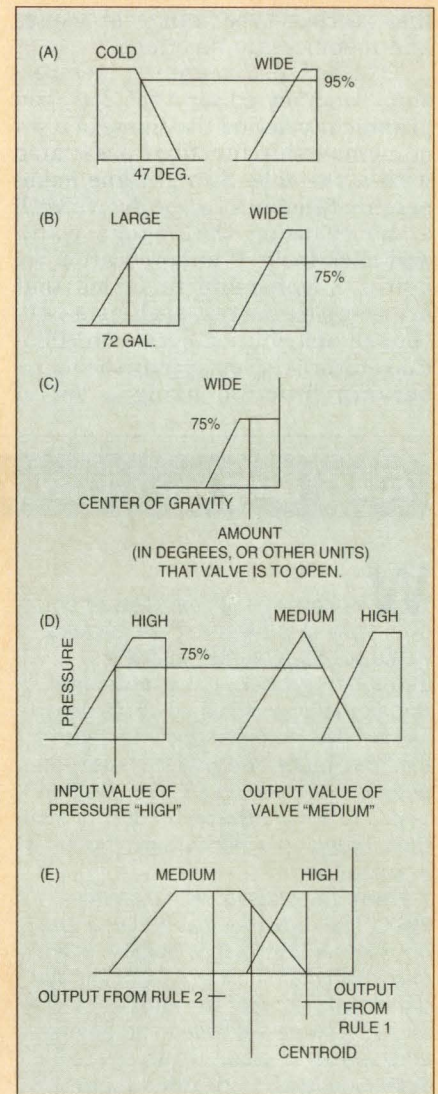 (A)
COLD
WIDE
95%
47 DEG.
(B)
LARGE
WIDE
75%
72 GAL.
(C)
WIDE
75%
CENTER OF GRAVITY
AMOUNT
(IN DEGREES, OR OTHER UNITS)
THAT VALVE IS TO OPEN.
(D)
HIGH
MEDIUM
HIGH
PRESSURE
75%
INPUT VALUE OF
PRESSURE “HIGH”
OUTPUT VALUE OF
VALVE “MEDIUM”
(E)
MEDIUM
HIGH
OUTPUT FROM RULE 2
OUTPUT
FROM
RULE 1
CENTROID